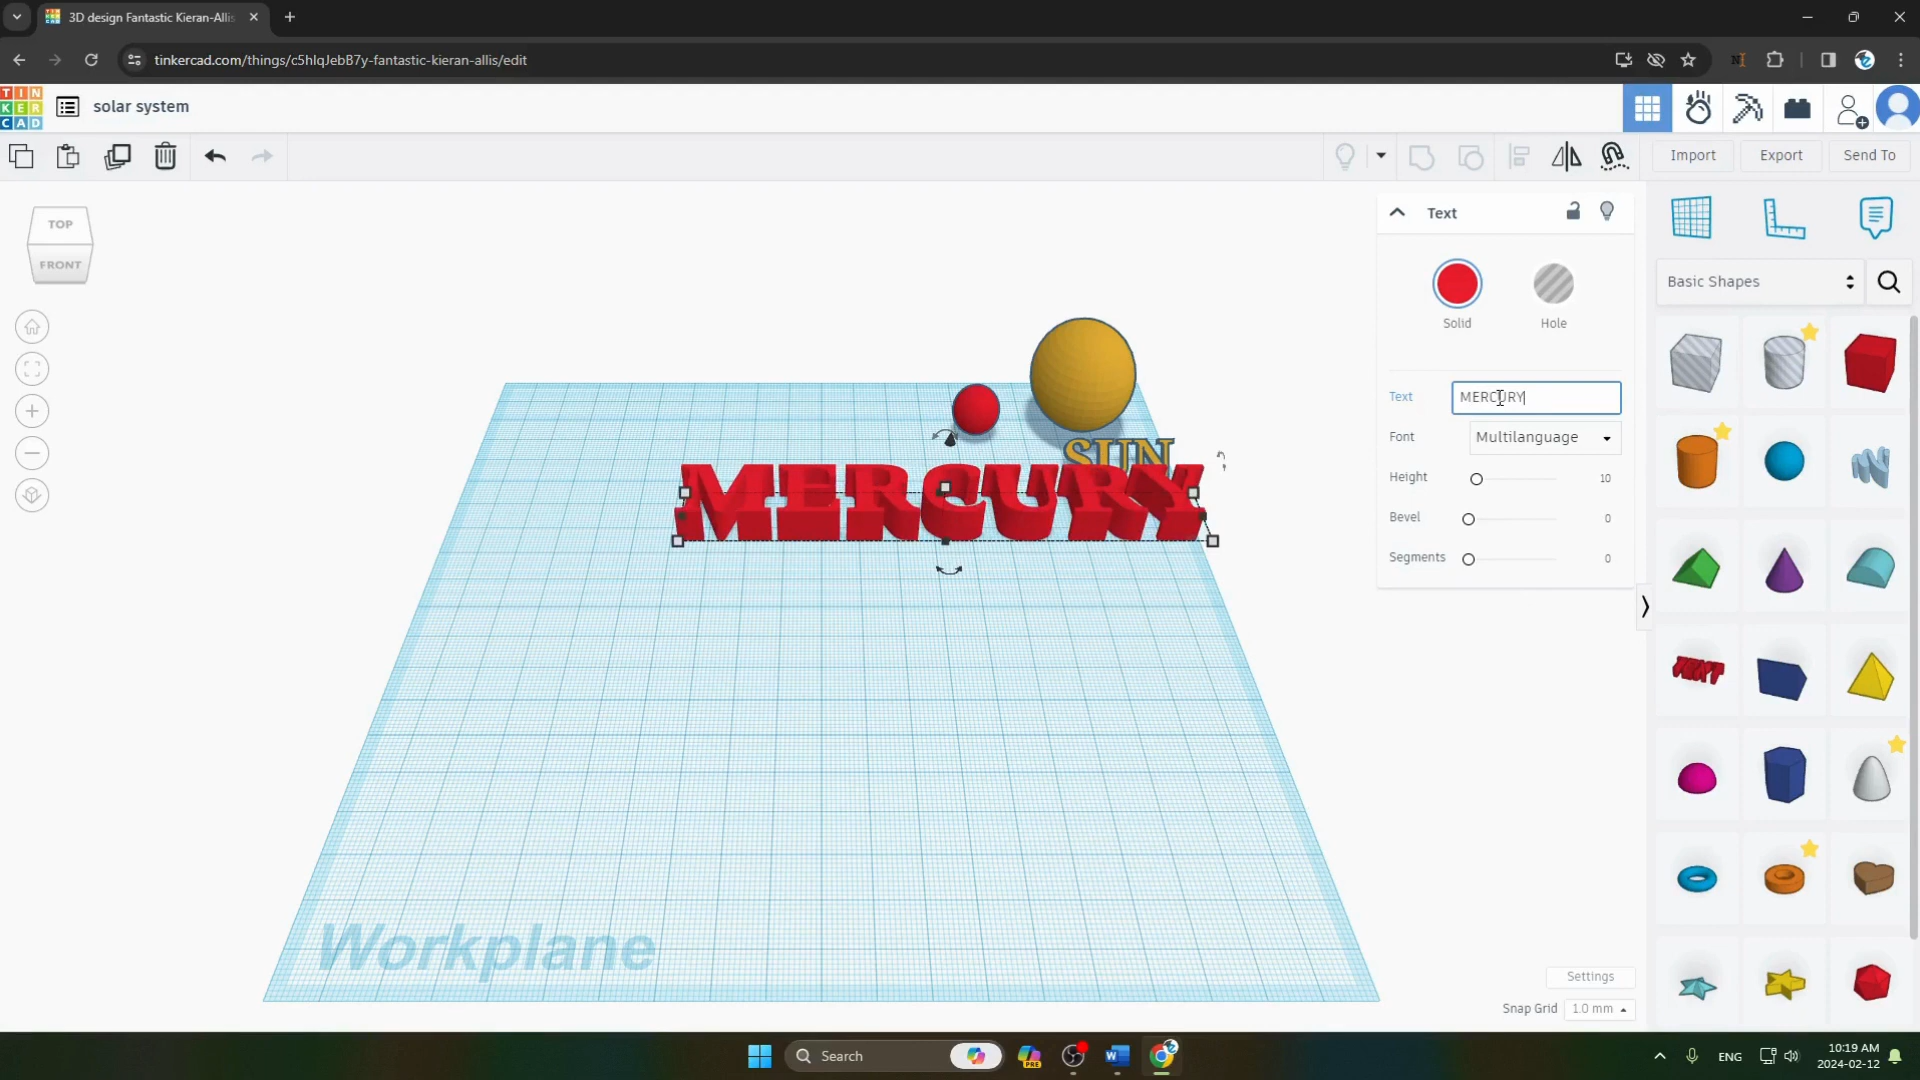 3D design Fantastic Kieran-Allis
tinkercad.com/things/c5hlqJebB7y-fantastic-kieran-allis/edit
TIN
KER
CAD
solar system
Import
Export
Send To
TOP
FRONT
Text
Solid
Hole
Text
MERCURY
Font
Multilanguage
Height
10
Bevel
0
Segments
0
Basic Shapes
SUN
MERCURY
TEXT
Workplane
Settings
Snap Grid
1.0 mm
Search
PRE
W
ENG
10:19 AM
2024-02-12